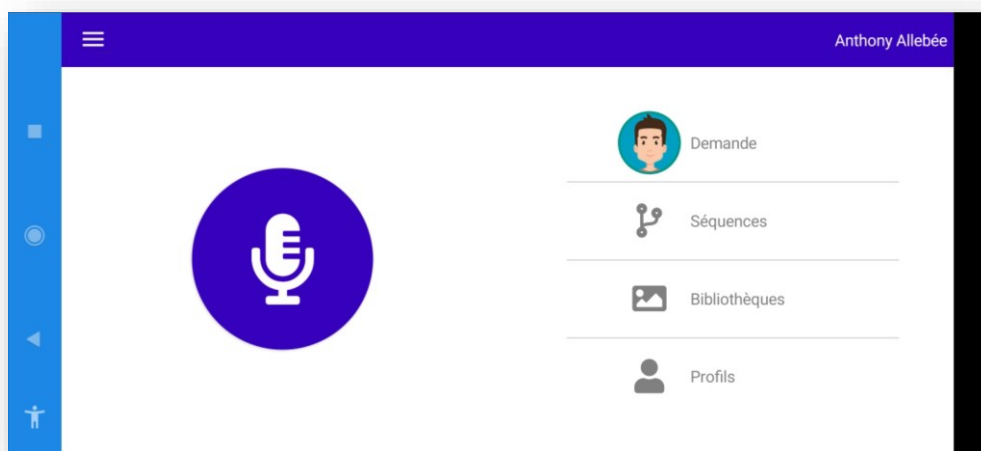 Anthony Allebée
Demande
Séquences
Bibliothèques
Profils